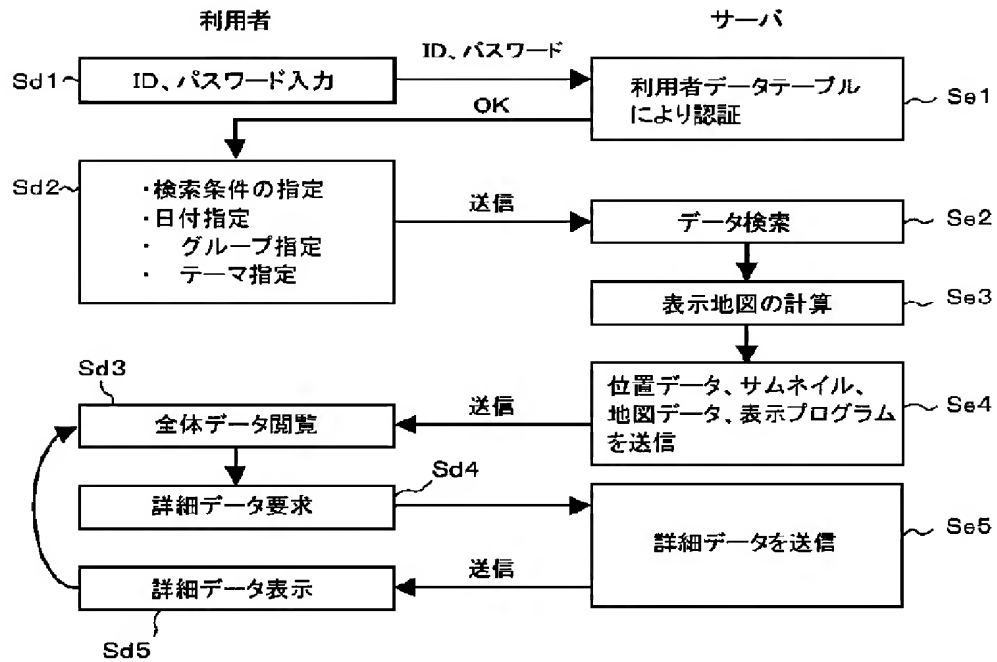 利用者
サーバ
Sd1
ID、パスワード入力
ID、パスワード
利用者データテーブル
により認証
Se1
OK
Sd2
・検索条件の指定
・日付指定
・ グループ指定
・ テーマ指定
送信
データ検索
Se2
表示地図の計算
Se3
Sd3
全体データ閲覧
送信
位置データ、サムネイル、
地図データ、表示プログラム
を送信
Se4
Sd4
詳細データ要求
詳細データを送信
Se5
送信
詳細データ表示
Sd5